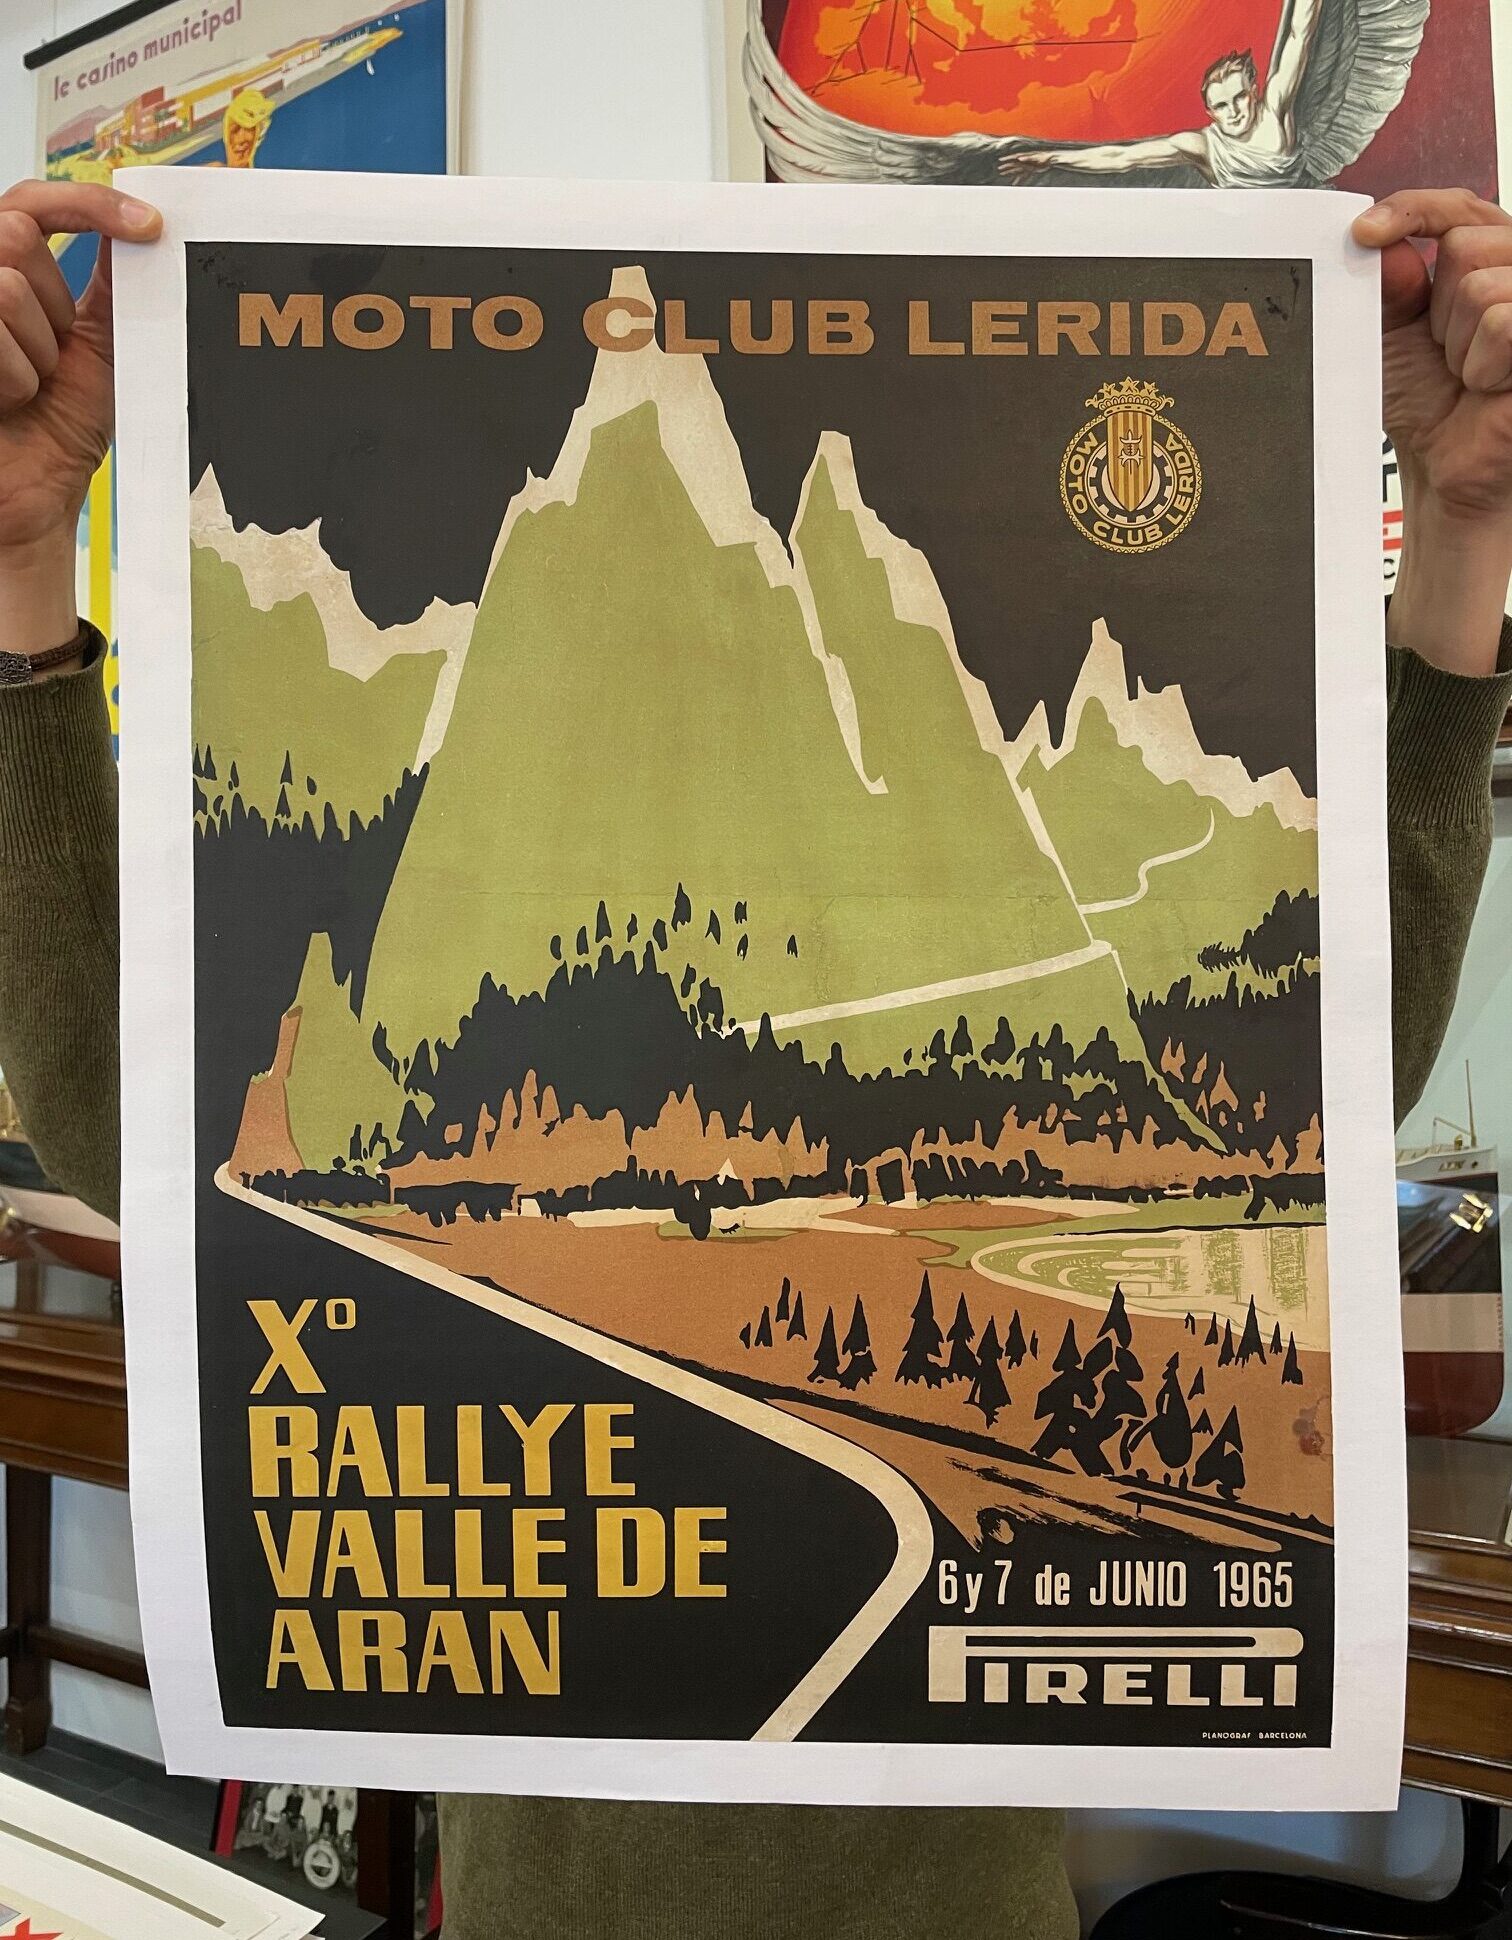 le casino municipal
MOTO CLUB LERIDA
MOTO CLUB LERIDA
Xº
RALLYE
VALLE DE
ARAN
6 y 7 de JUNIO 1965
PIRELLI
PLANOGRAF BARCELONA